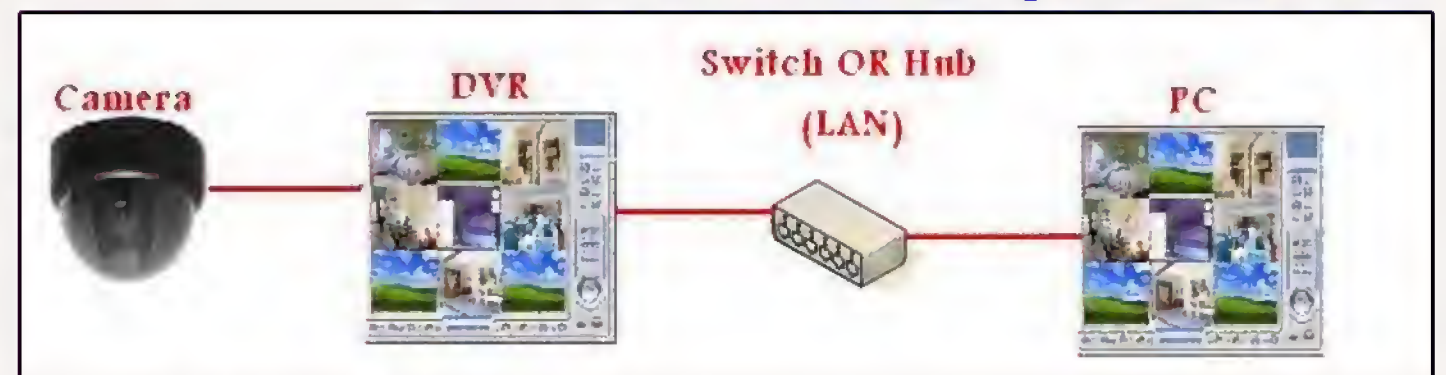 Camera
DVR
Switch OR Hub
(LAN)
PC